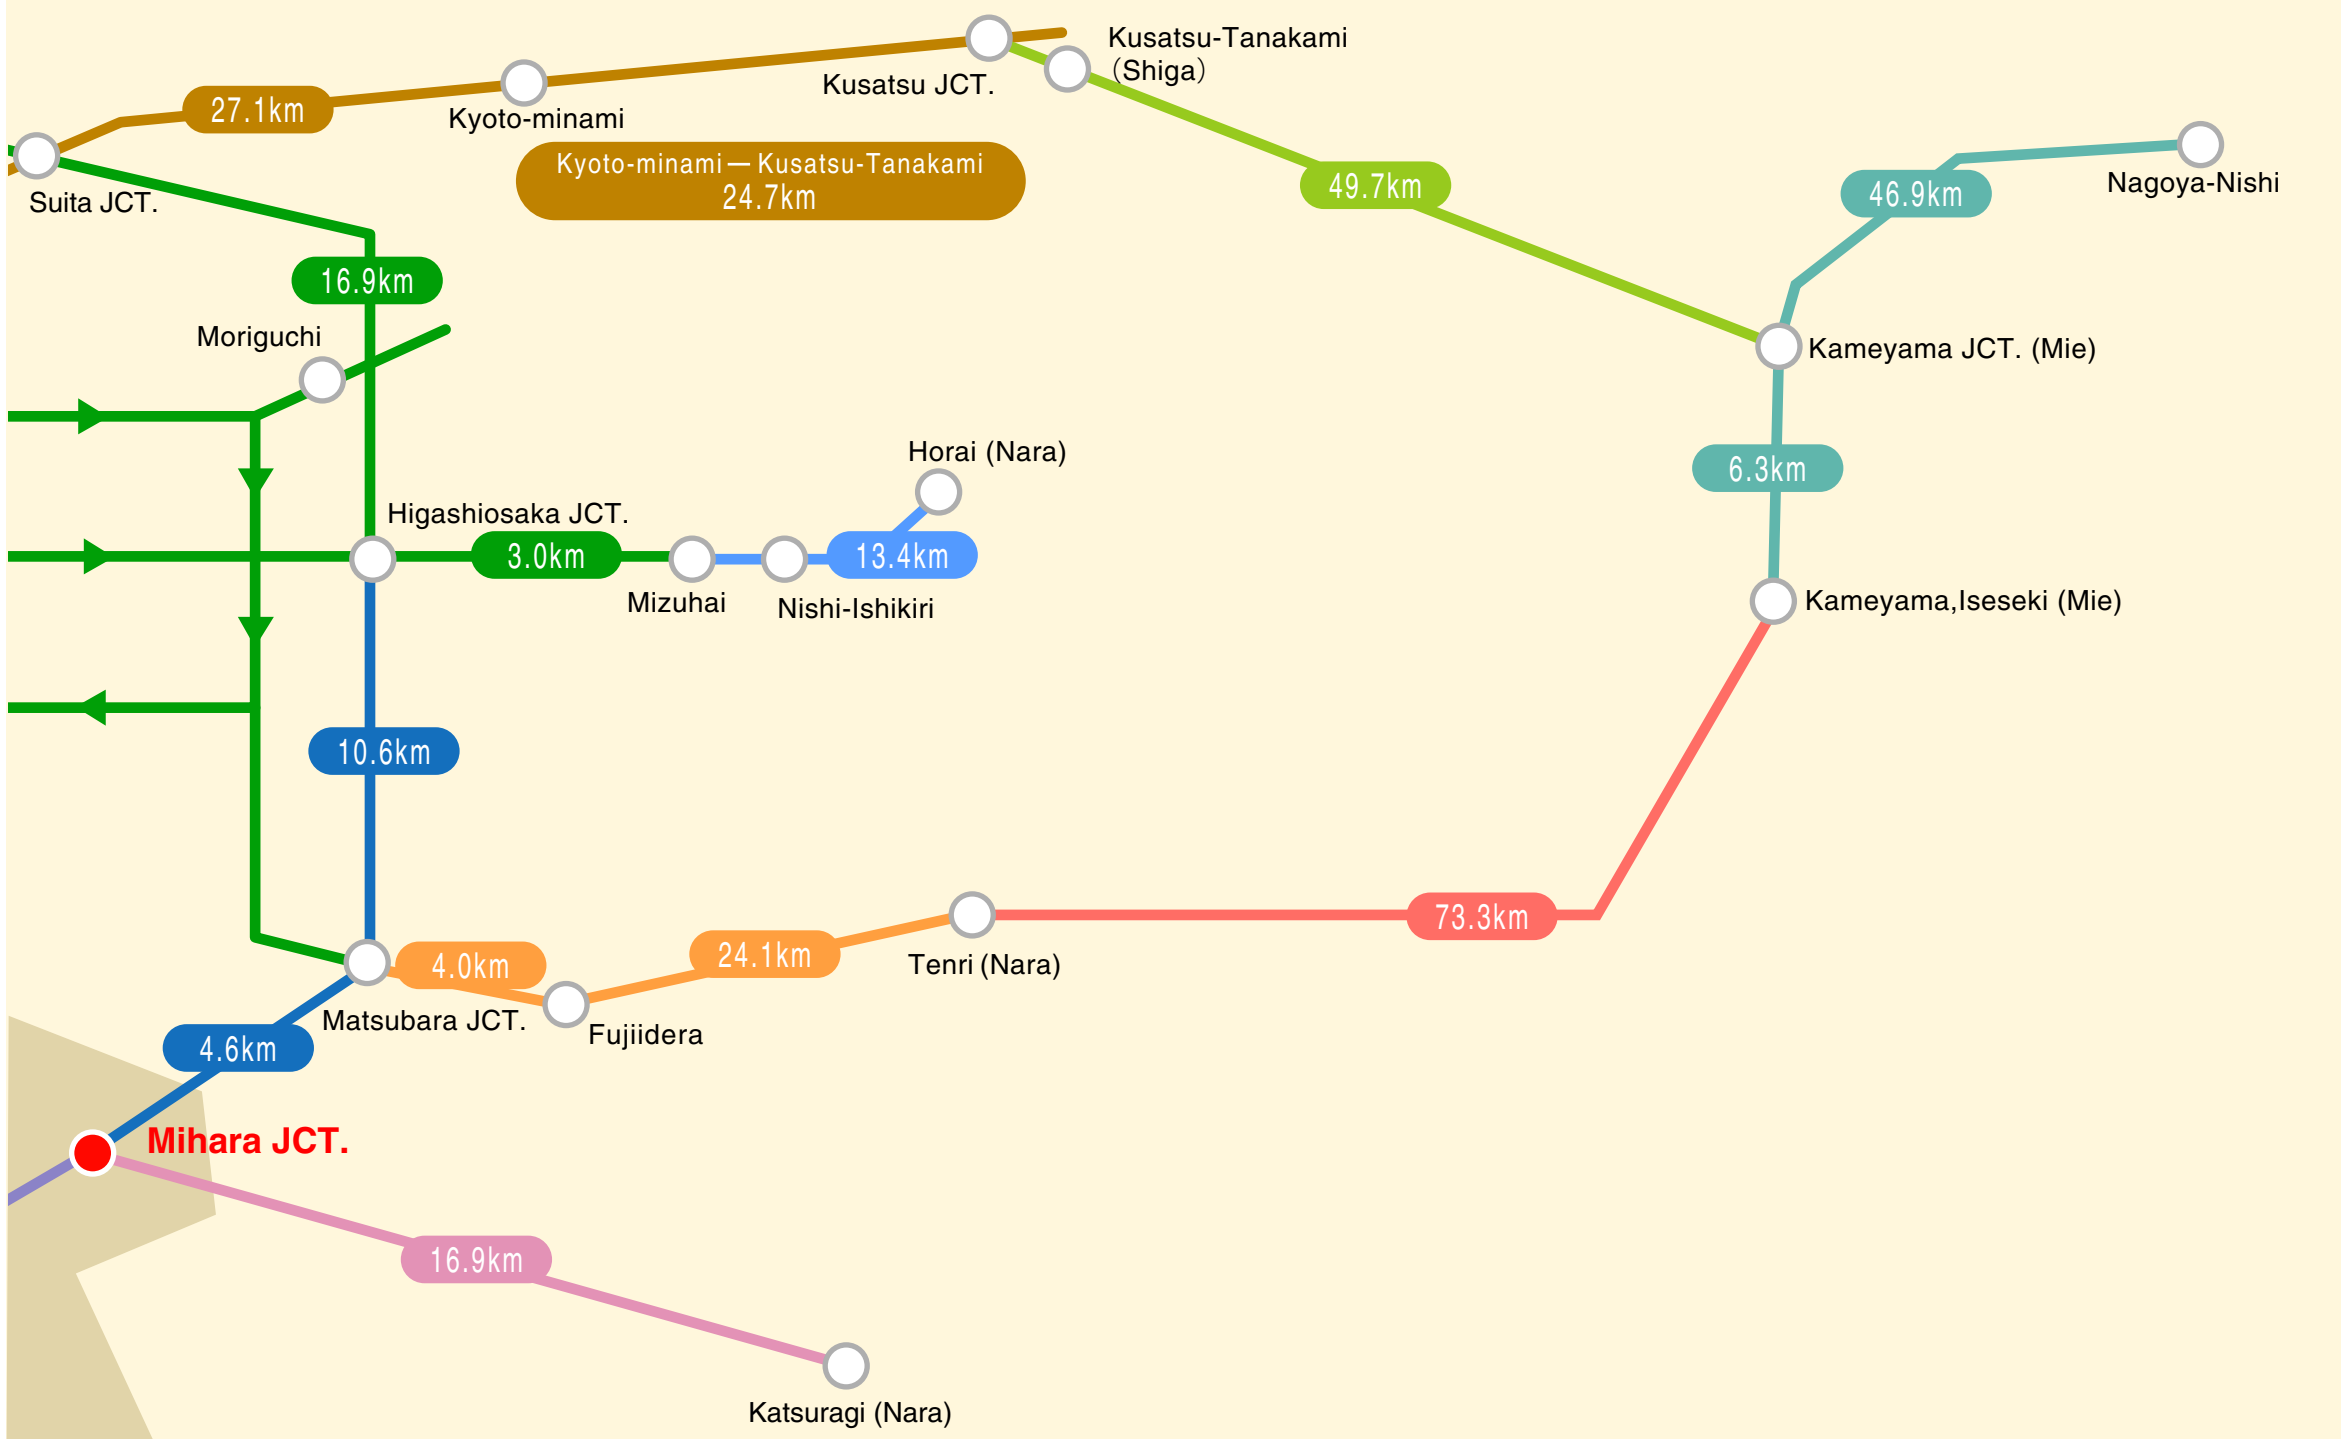 Kusatsu-Tanakami
（Shiga）
Kusatsu JCT.
27.1km
Kyoto-minami
Kyoto-minami — Kusatsu-Tanakami
24.7km
49.7km
46.9km
Nagoya-Nishi
Suita JCT.
16.9km
Moriguchi
Kameyama JCT. (Mie)
Horai (Nara)
6.3km
Higashiosaka JCT.
3.0km
13.4km
Mizuhai
Nishi-Ishikiri
Kameyama,Iseseki (Mie)
10.6km
73.3km
4.0km
24.1km
Tenri (Nara)
Matsubara JCT.
Fujiidera
4.6km
Mihara JCT.
16.9km
Katsuragi (Nara)